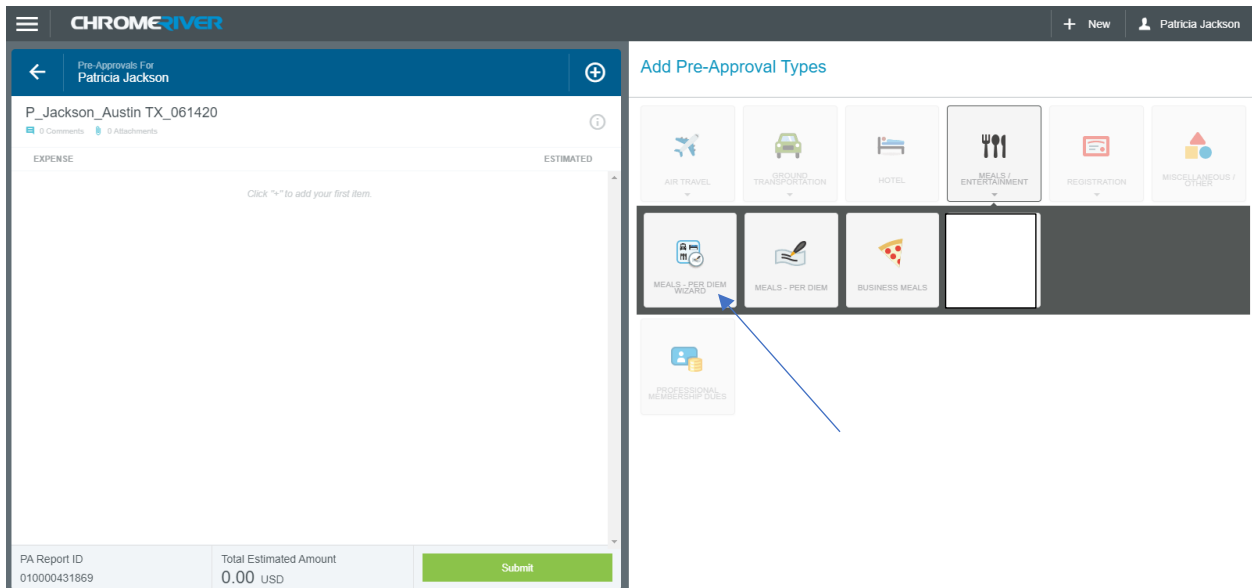 CHROMERIVER
+ New
Patricia Jackson
Pre-Approvals For
Patricia Jackson
P_Jackson_Austin TX_061420
0 Comments 0 Attachments
EXPENSE ESTIMATED
Click "+" to add your first item.
PA Report ID
010000431869
Total Estimated Amount
0.00 USD
Submit
Add Pre-Approval Types
AIR TRAVEL
GROUND
TRANSPORTATION
HOTEL
MEALS /
ENTERTAINMENT
REGISTRATION
MISCELLANEOUS /
OTHER
MEALS - PER DIEM
WIZARD
MEALS - PER DIEM
BUSINESS MEALS
PROFESSIONAL
MEMBERSHIP DUES